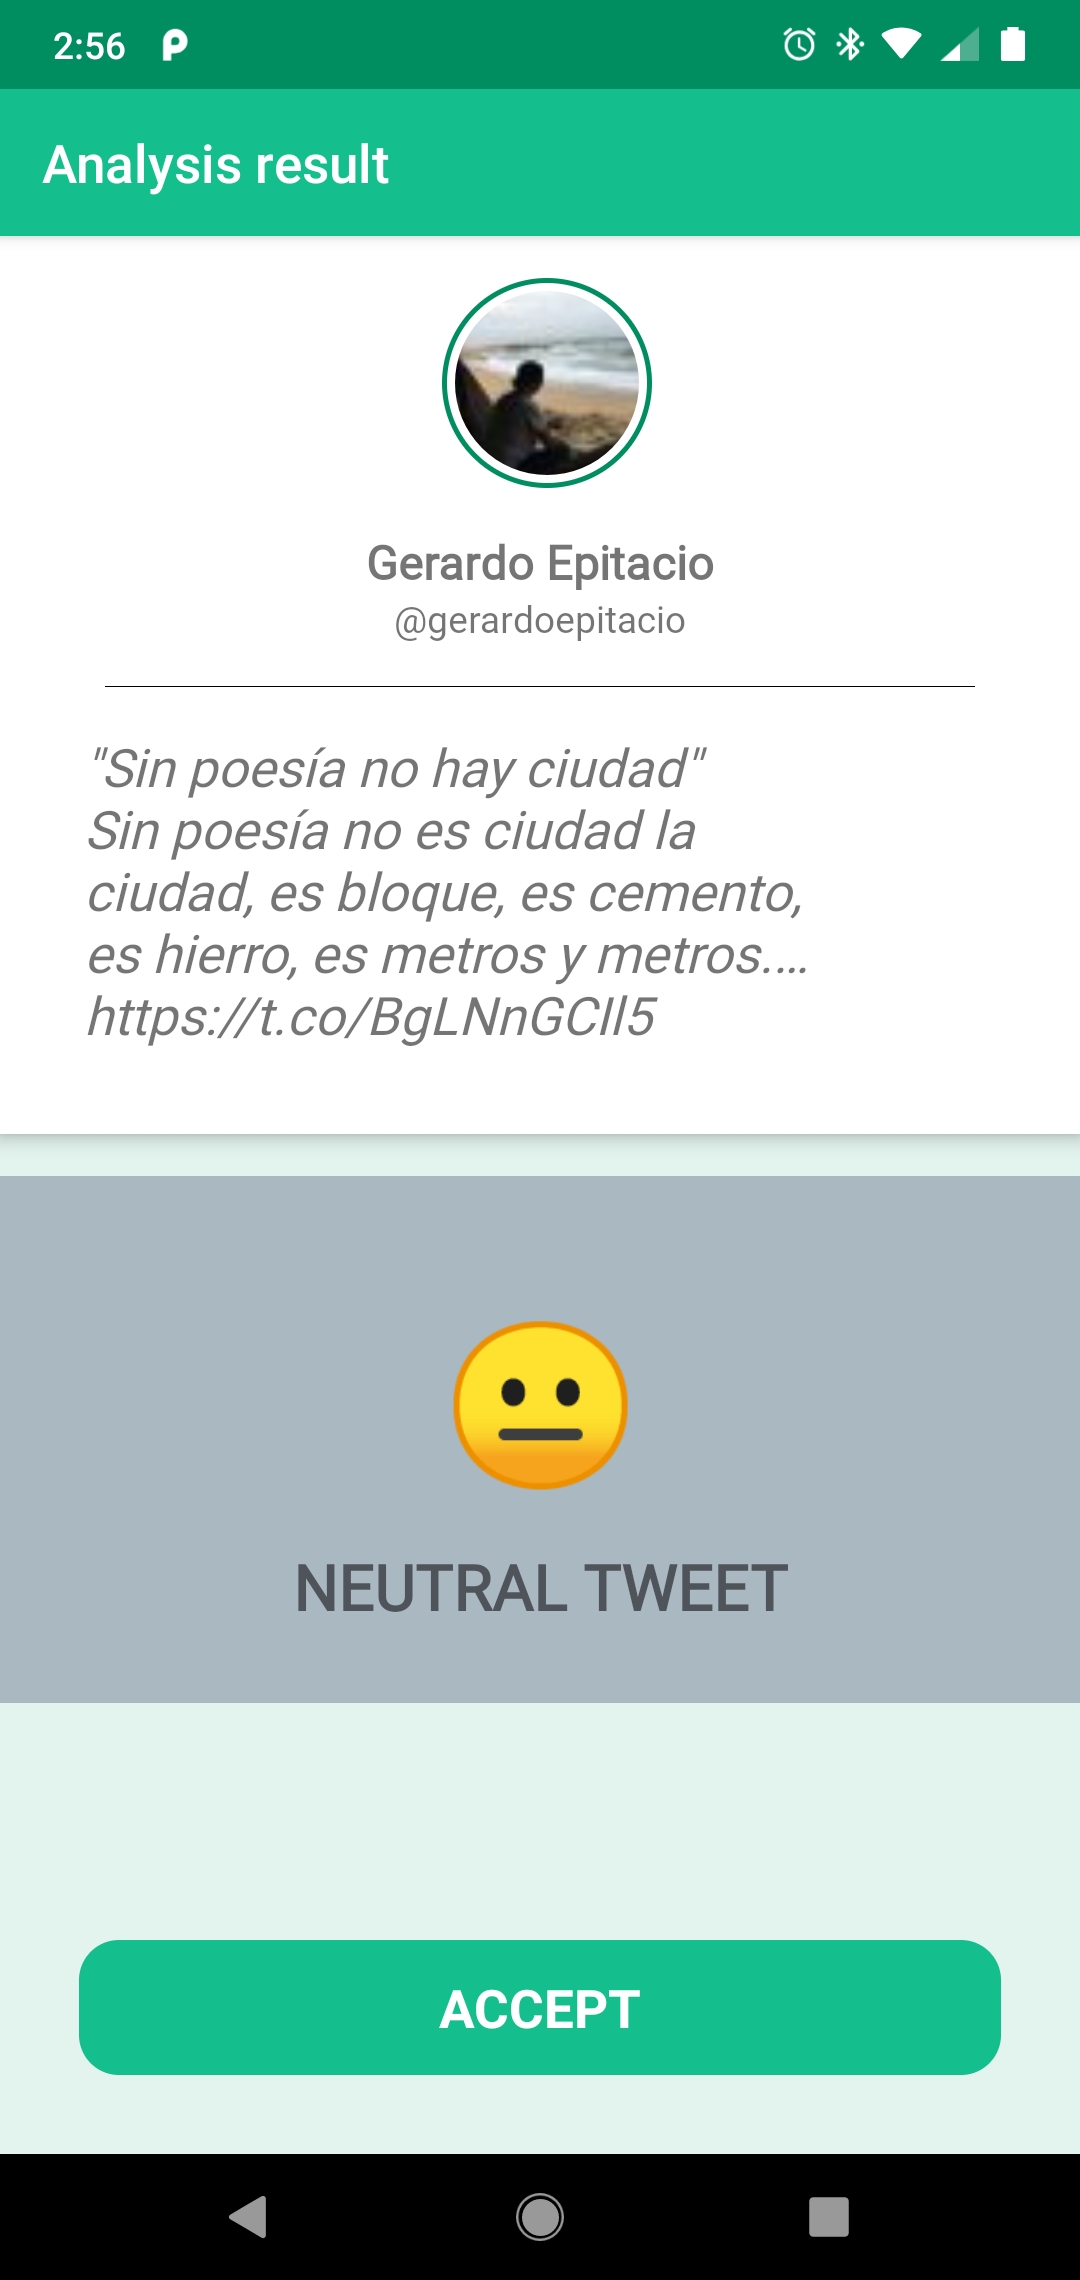 2:56
Analysis result
Gerardo Epitacio
@gerardoepitacio
"Sin poesía no hay ciudad"
Sin poesía no es ciudad la
ciudad, es bloque, es cemento,
es hierro, es metros y metros.…
https://t.co/BgLNnGCIl5
NEUTRAL TWEET
ACCEPT